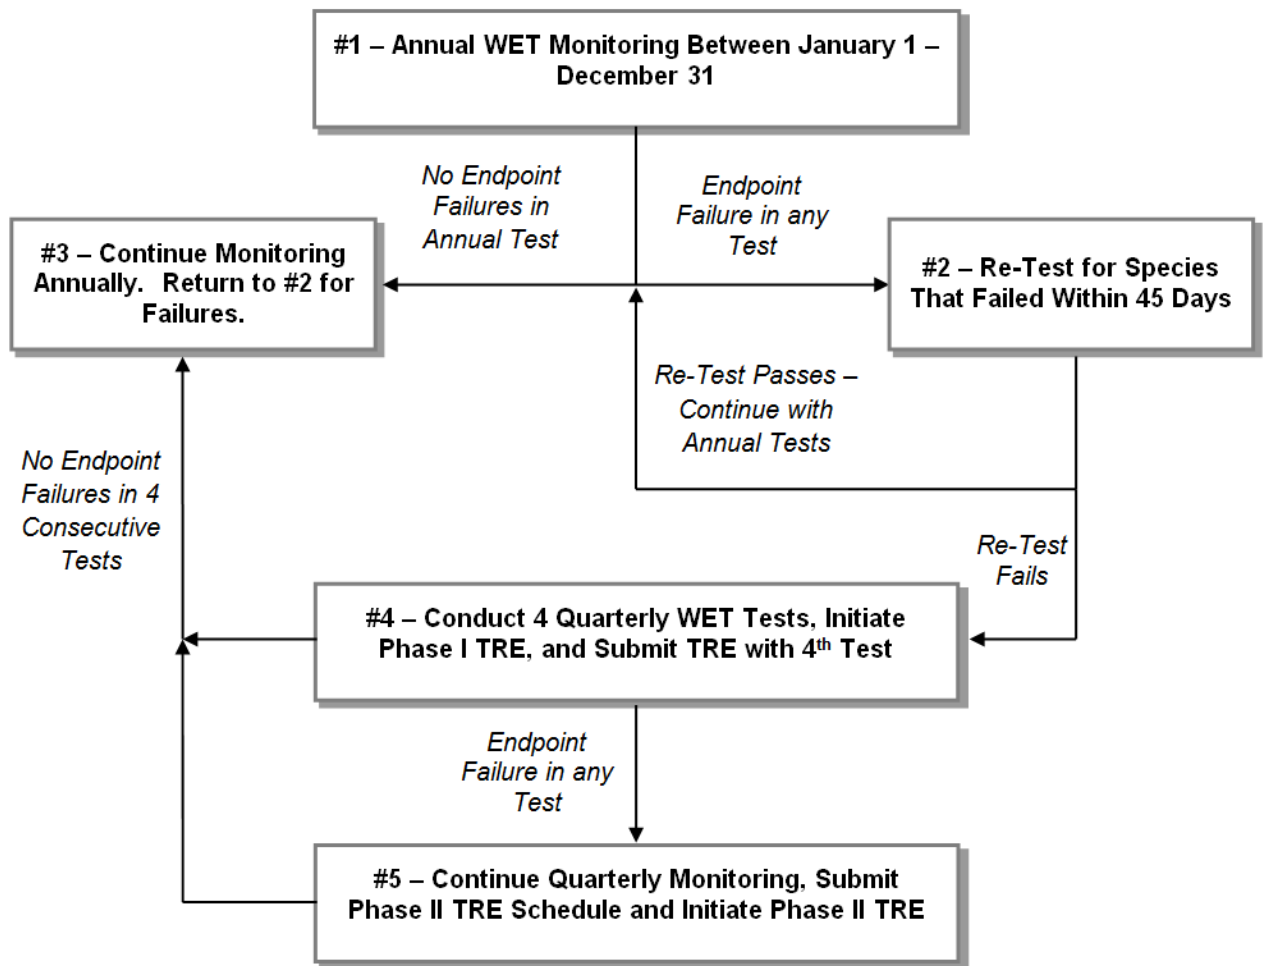 #1 – Annual WET Monitoring Between January 1 –
December 31
No Endpoint
Failures in
Annual Test
Endpoint
Failure in any
Test
#3 – Continue Monitoring
Annually.  Return to #2 for
Failures.
#2 – Re-Test for Species
That Failed Within 45 Days
Re-Test Passes –
Continue with
Annual Tests
No Endpoint
Failures in 4
Consecutive
Tests
Re-Test
Fails
#4 – Conduct 4 Quarterly WET Tests, Initiate
Phase I TRE, and Submit TRE with 4th Test
Endpoint
Failure in any
Test
#5 – Continue Quarterly Monitoring, Submit
Phase II TRE Schedule and Initiate Phase II TRE